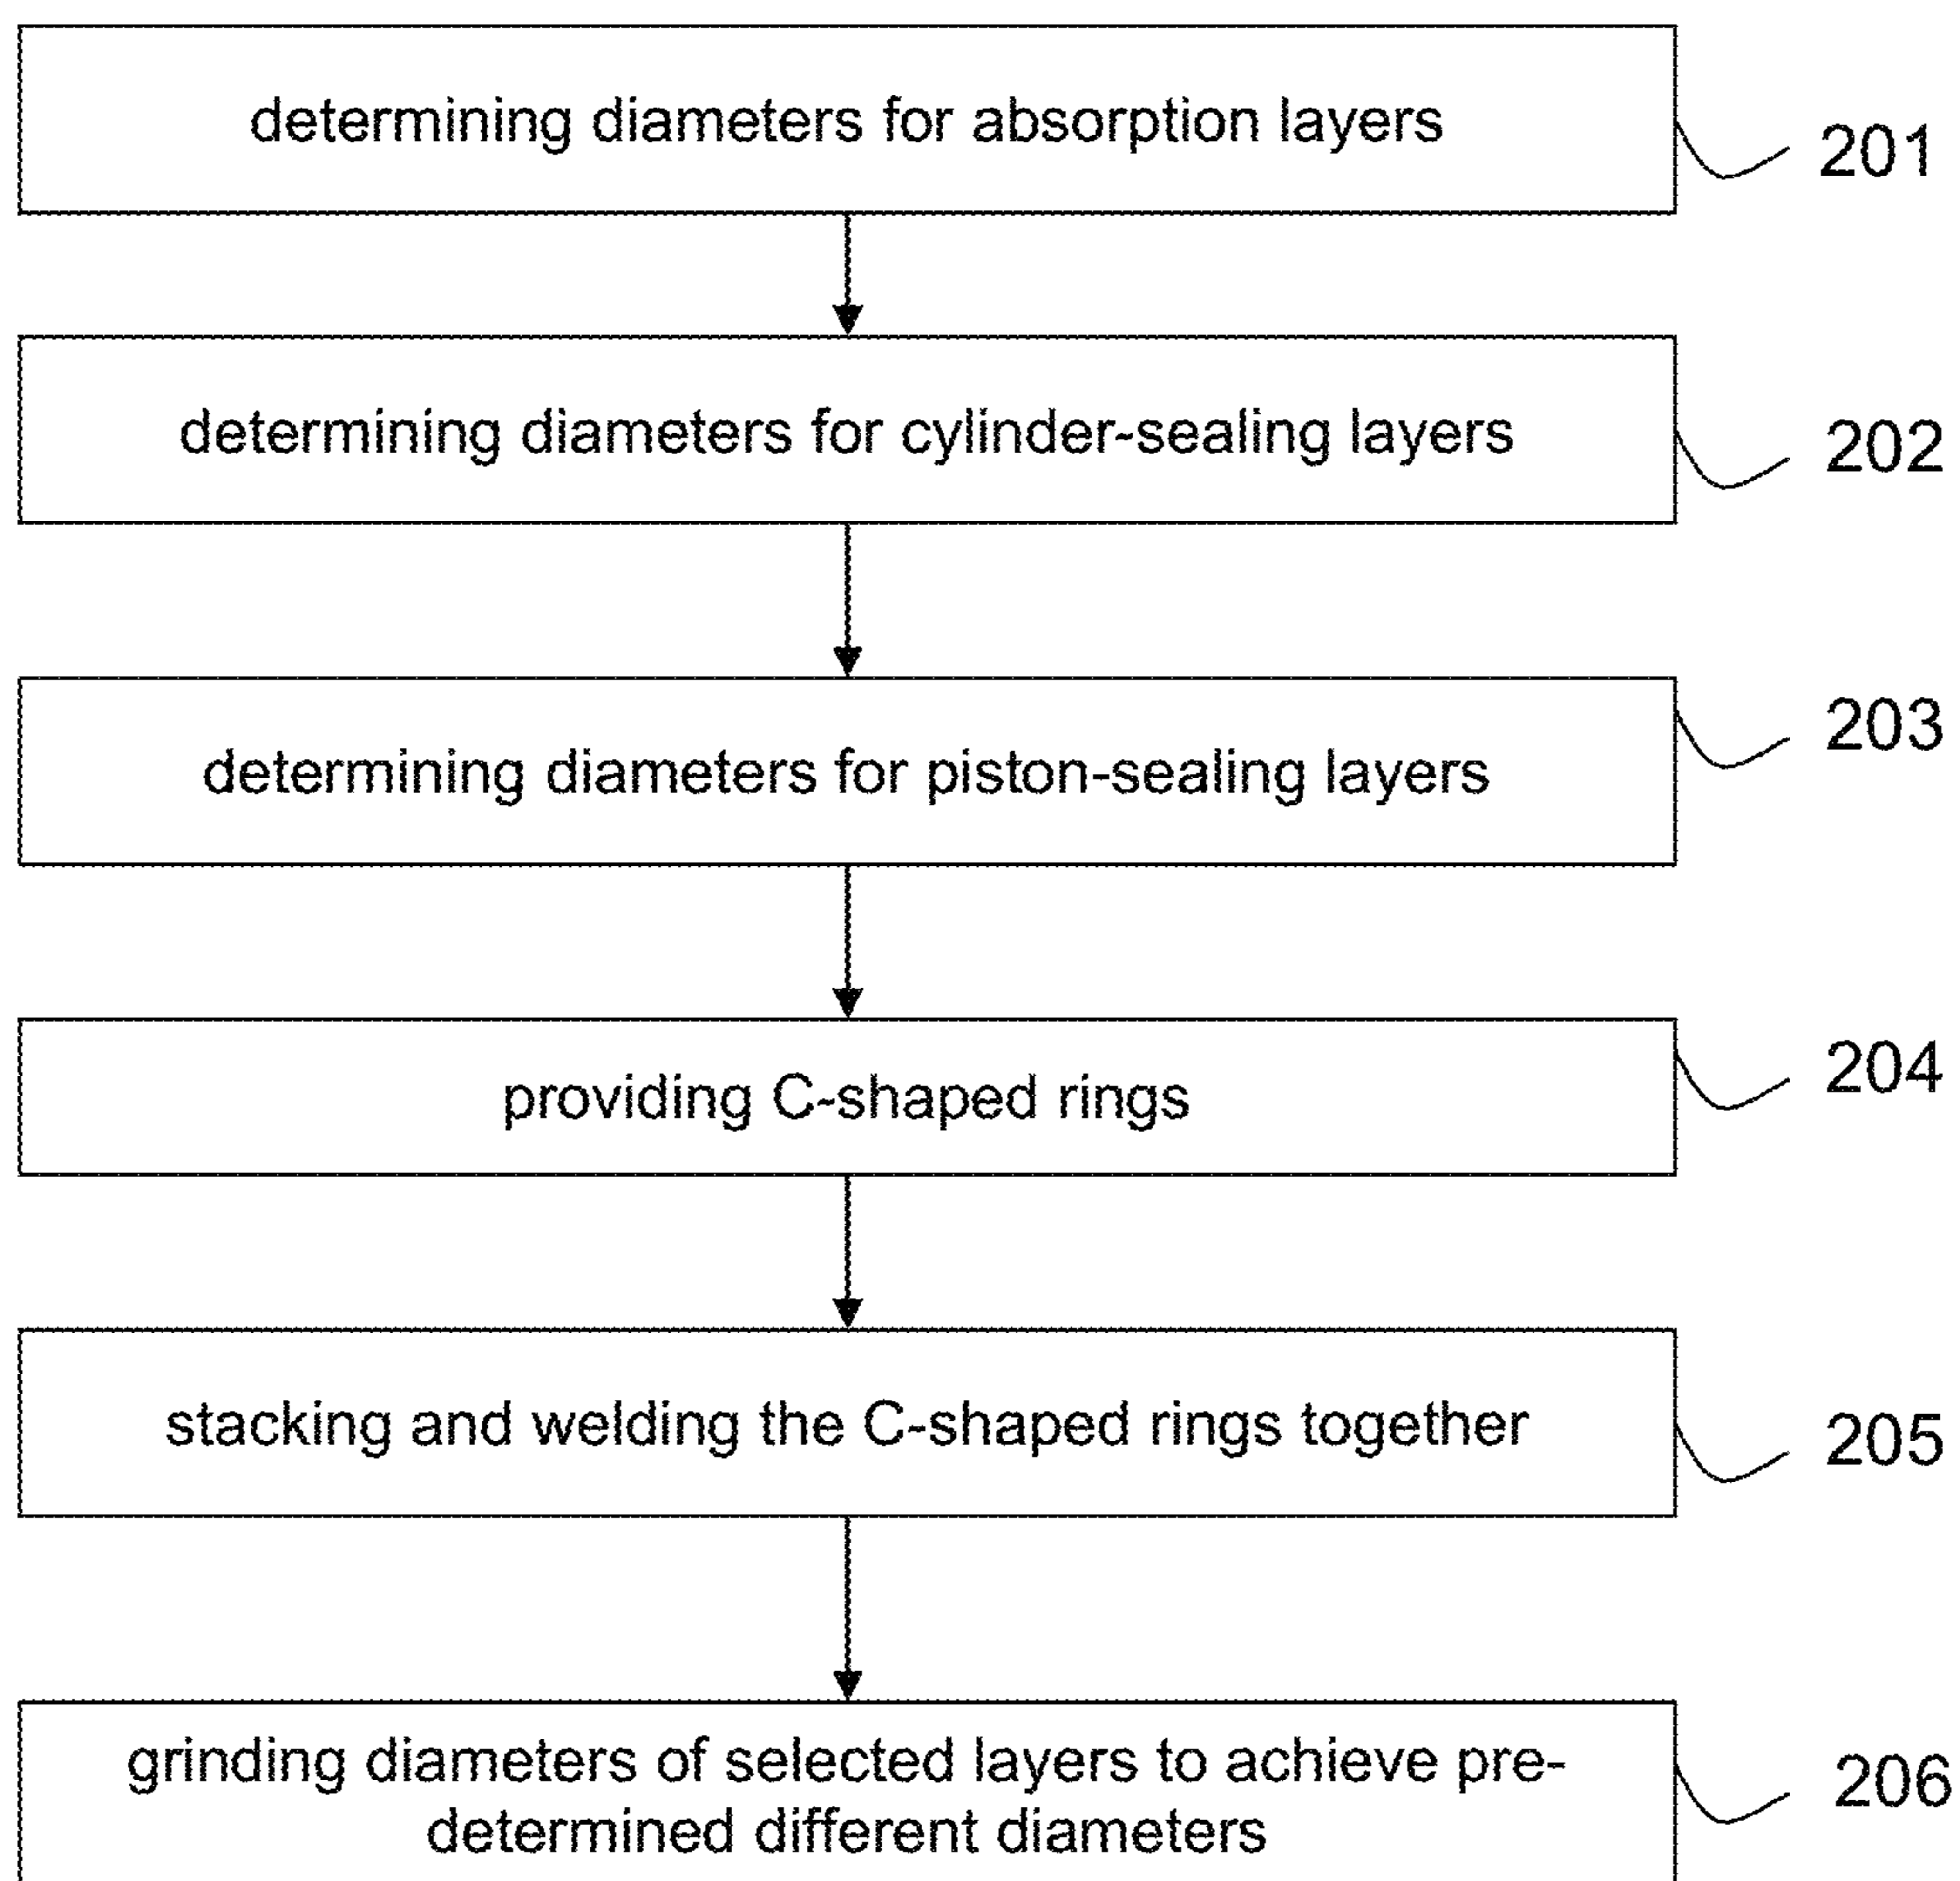 determining diameters for absorption layers
201
determining diameters for cylinder-sealing layers
202
determining diameters for piston-sealing layers
203
providing C-shaped rings
204
stacking and welding the C-shaped rings together
205
grinding diameters of selected layers to achieve pre-
determined different diameters
206